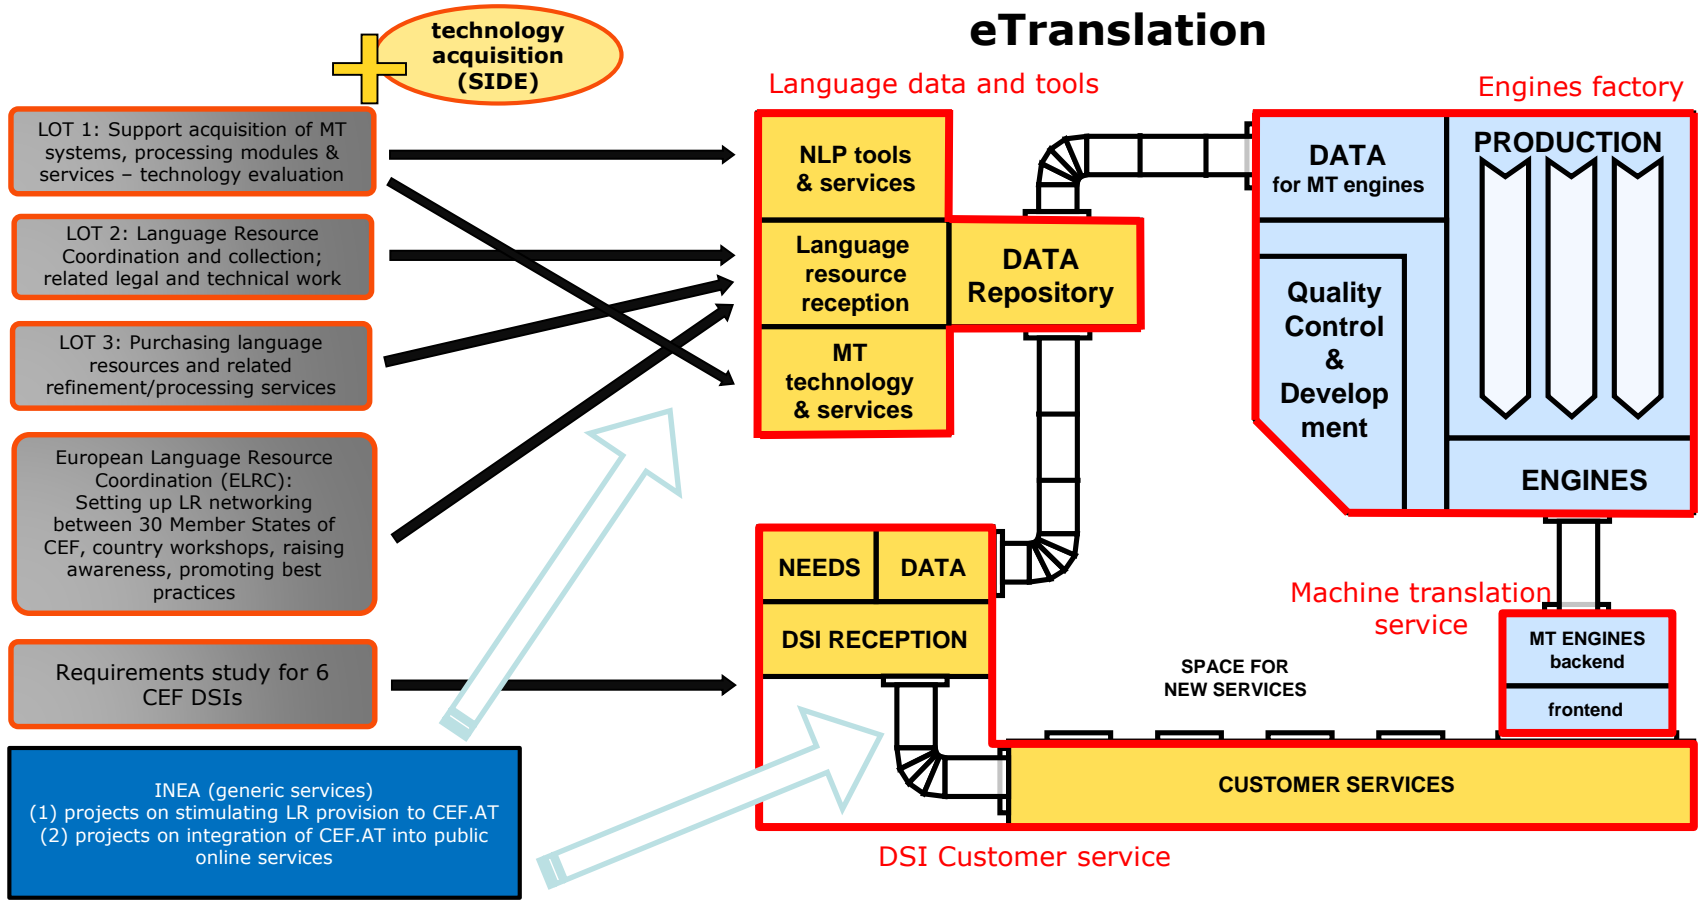 eTranslation
technology
acquisition
(SIDE)
LOT 1: Support acquisition of MT
systems, processing modules &
services – technology evaluation
LOT 2: Language Resource
Coordination and collection;
related legal and technical work
LOT 3: Purchasing language
resources and related
refinement/processing services
European Language Resource
Coordination (ELRC):
Setting up LR networking
between 30 Member States of
CEF, country workshops, raising
awareness, promoting best
practices
Requirements study for 6
CEF DSIs
INEA (generic services)
(1) projects on stimulating LR provision to CEF.AT
(2) projects on integration of CEF.AT into public
online services
Language data and tools
NLP tools
& services
Language
resource
reception
DATA
Repository
MT
technology
& services
NEEDS
DATA
DSI RECEPTION
Engines factory
DATA
for MT engines
PRODUCTION
Quality
Control
&
Develop
ment
ENGINES
Machine translation
service
MT ENGINES
backend
frontend
SPACE FOR
NEW SERVICES
CUSTOMER SERVICES
DSI Customer service